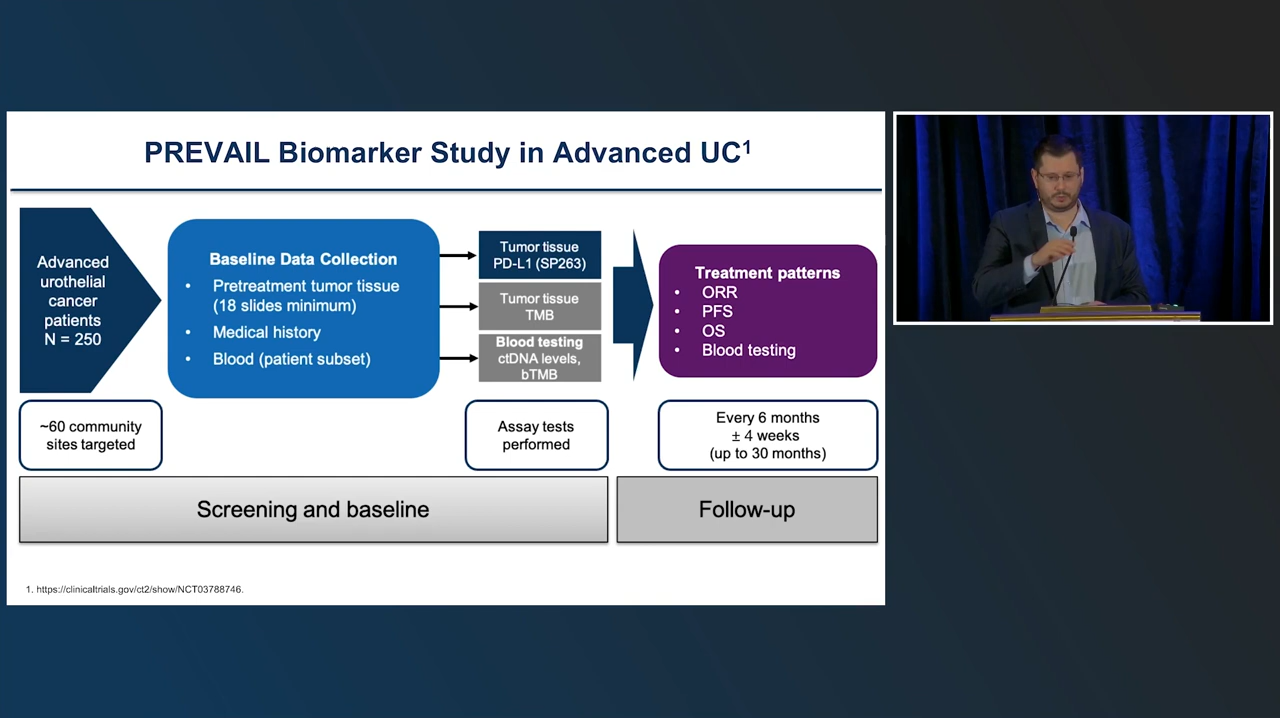 PREVAIL Biomarker Study in Advanced UC1
Advanced
urothelial
cancer
patients
N = 250
Baseline Data Collection
• Pretreatment tumor tissue
(18 slides minimum)
• Medical history
• Blood (patient subset)
Tumor tissue
PD-L1 (SP263)
Tumor tissue
TMB
Blood testing
ctDNA levels,
bTMB
Treatment patterns
• ORR
• PFS
• OS
• Blood testing
~60 community
sites targeted
Assay tests
performed
Every 6 months
± 4 weeks
(up to 30 months)
Screening and baseline
Follow-up
1. https://clinicaltrials.gov/ct2/show/NCT03788746.